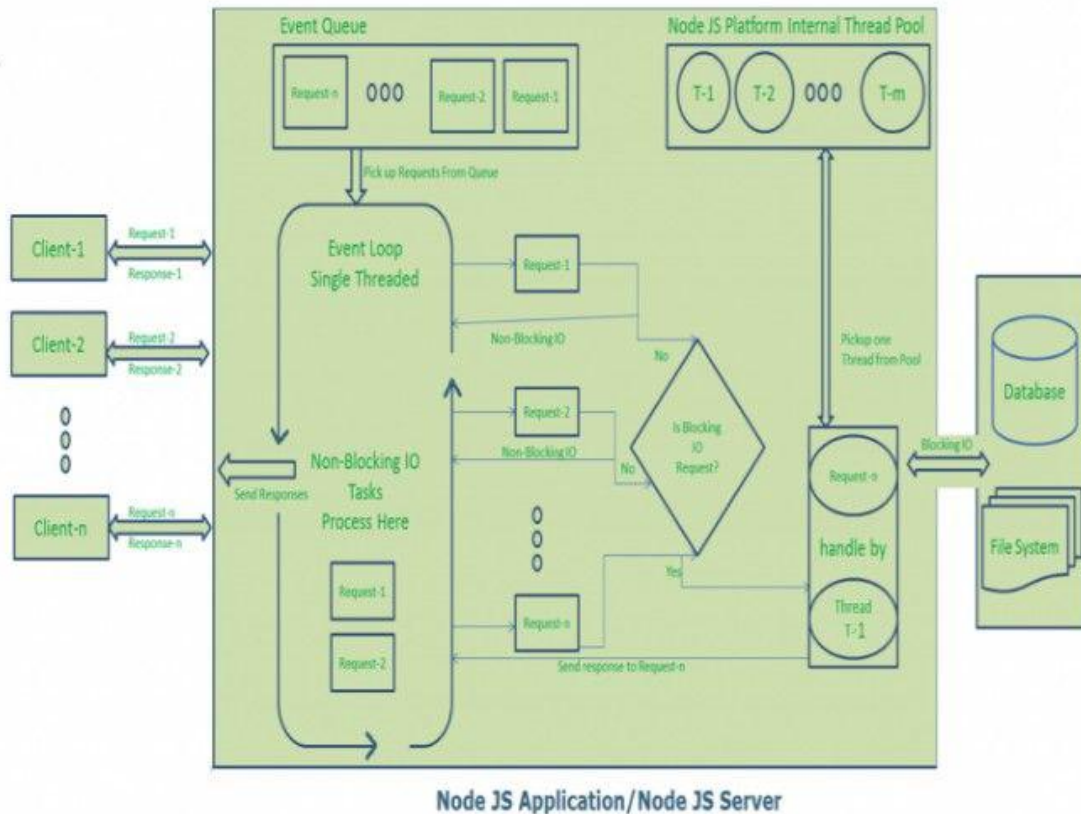 Event Queue
Node JS Platform Internal Thread Pool
Request-n
Request-2
Request-1
T-1
T-2
T-m
Pick up Requests From Queue
Client-1
Request-1
Response-1
Event Loop
Single Threaded
Request-1
Non-Blocking IO
No
Pickup one
Thread from Pool
Client-2
Request-2
Response-2
Request-2
Non-Blocking IO
No
Is Blocking
IO
Request?
Database
Blocking IO
Send Responses
Non-Blocking IO
Tasks
Process Here
Request-n
Client-n
Request-n
Response-n
handle by
File System
Yes
Request-1
Request-n
Thread
T-1
Request-2
Send response to Request-n
Node JS Application/Node JS Server